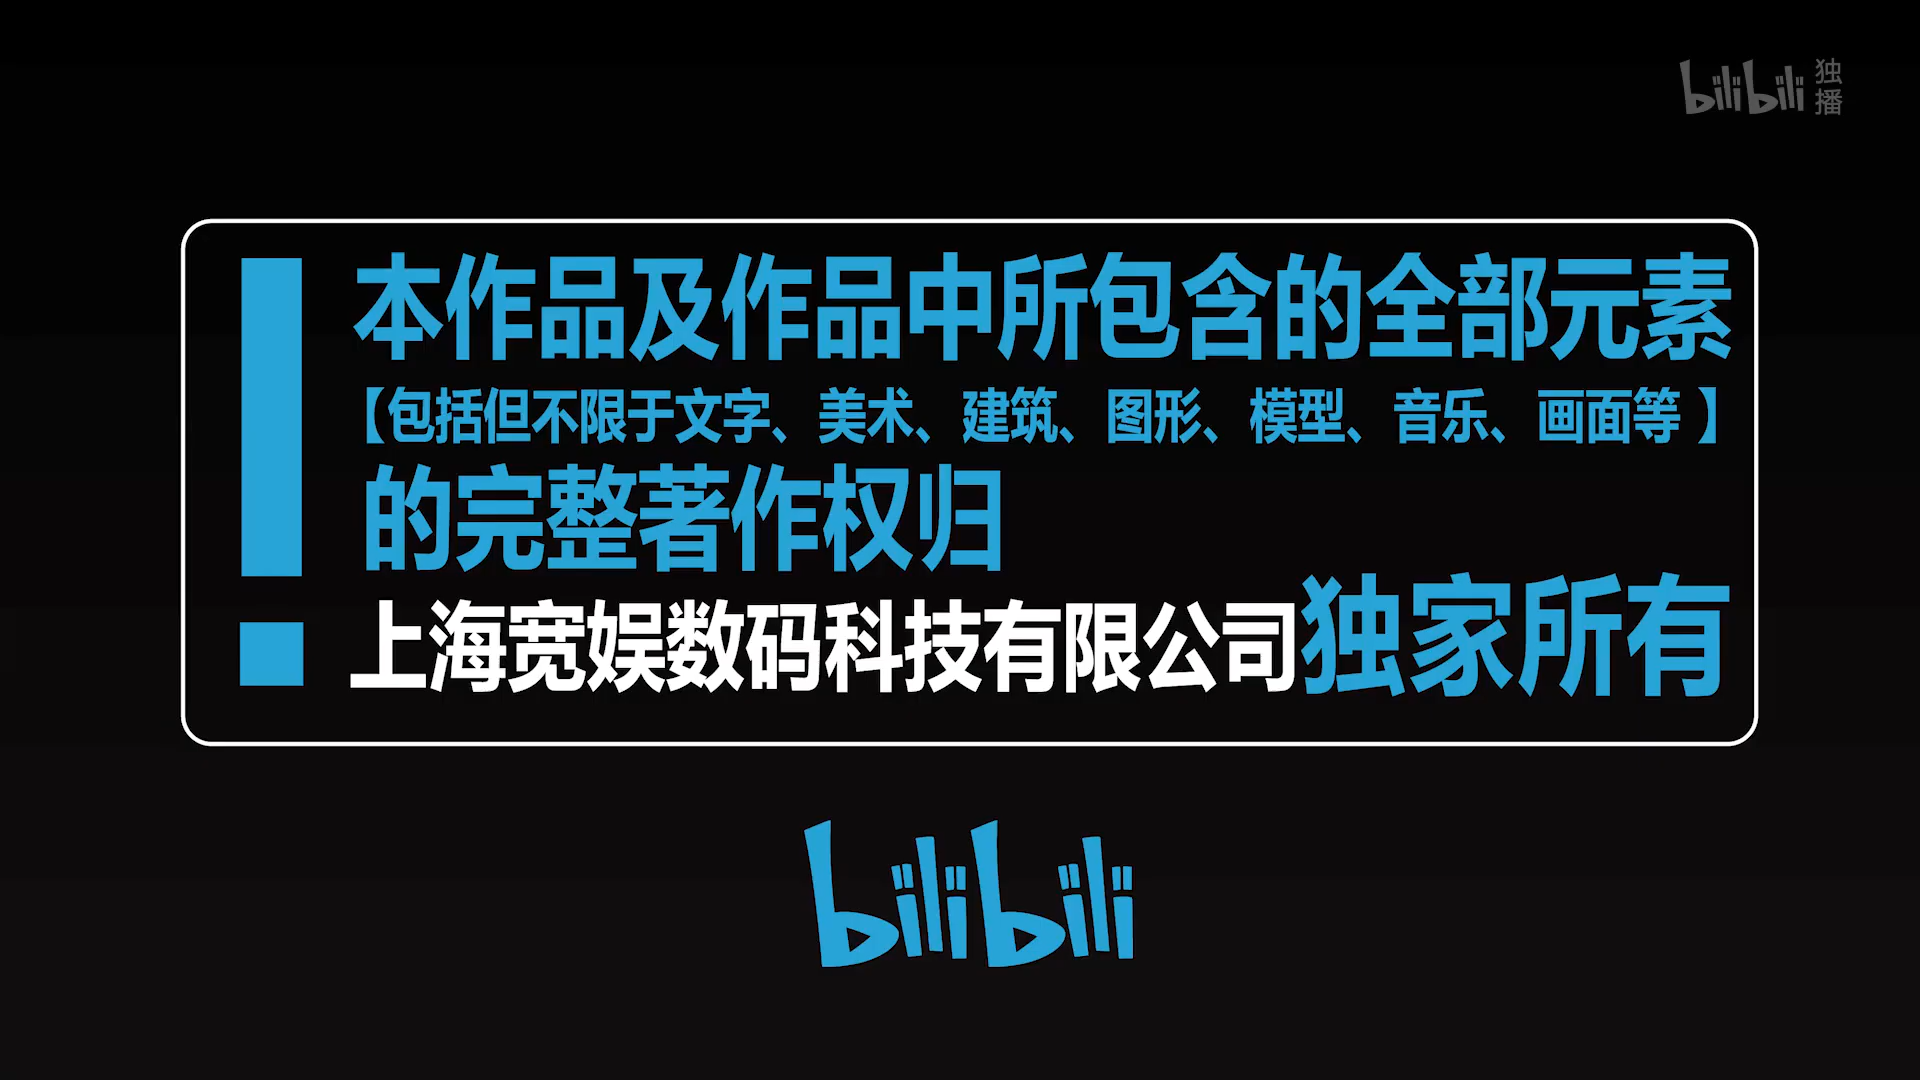 bilibili 独播
本作品及作品中所包含的全部元素
【包括但不限于文字、美术、建筑、图形、模型、音乐、画面等 】
的完整著作权归
上海宽娱数码科技有限公司独家所有
bilibili